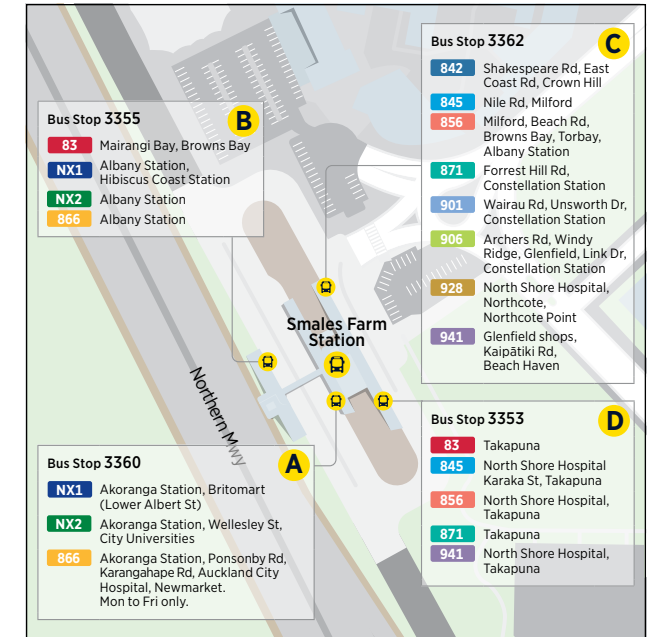 Bus Stop 3362
C
842 Shakespeare Rd, East
Coast Rd, Crown Hill
845 Nile Rd, Milford
856 Milford, Beach Rd,
Browns Bay, Torbay,
Albany Station
871 Forrest Hill Rd,
Constellation Station
901 Wairau Rd, Unsworth Dr,
Constellation Station
906 Archers Rd, Windy
Ridge, Glenfield, Link Dr,
Constellation Station
928 North Shore Hospital,
Northcote,
Northcote Point
941 Glenfield shops,
Kaipātiki Rd,
Beach Haven
Bus Stop 3355
B
83 Mairangi Bay, Browns Bay
NX1 Albany Station,
Hibiscus Coast Station
NX2 Albany Station
866 Albany Station
Smales Farm
Station
Northern Mwy
Bus Stop 3360
A
NX1 Akoranga Station, Britomart
(Lower Albert St)
NX2 Akoranga Station, Wellesley St,
City Universities
866 Akoranga Station, Ponsonby Rd,
Karangahape Rd, Auckland City
Hospital, Newmarket.
Mon to Fri only.
Bus Stop 3353
D
83 Takapuna
845 North Shore Hospital
Karaka St, Takapuna
856 North Shore Hospital,
Takapuna
871 Takapuna
941 North Shore Hospital,
Takapuna